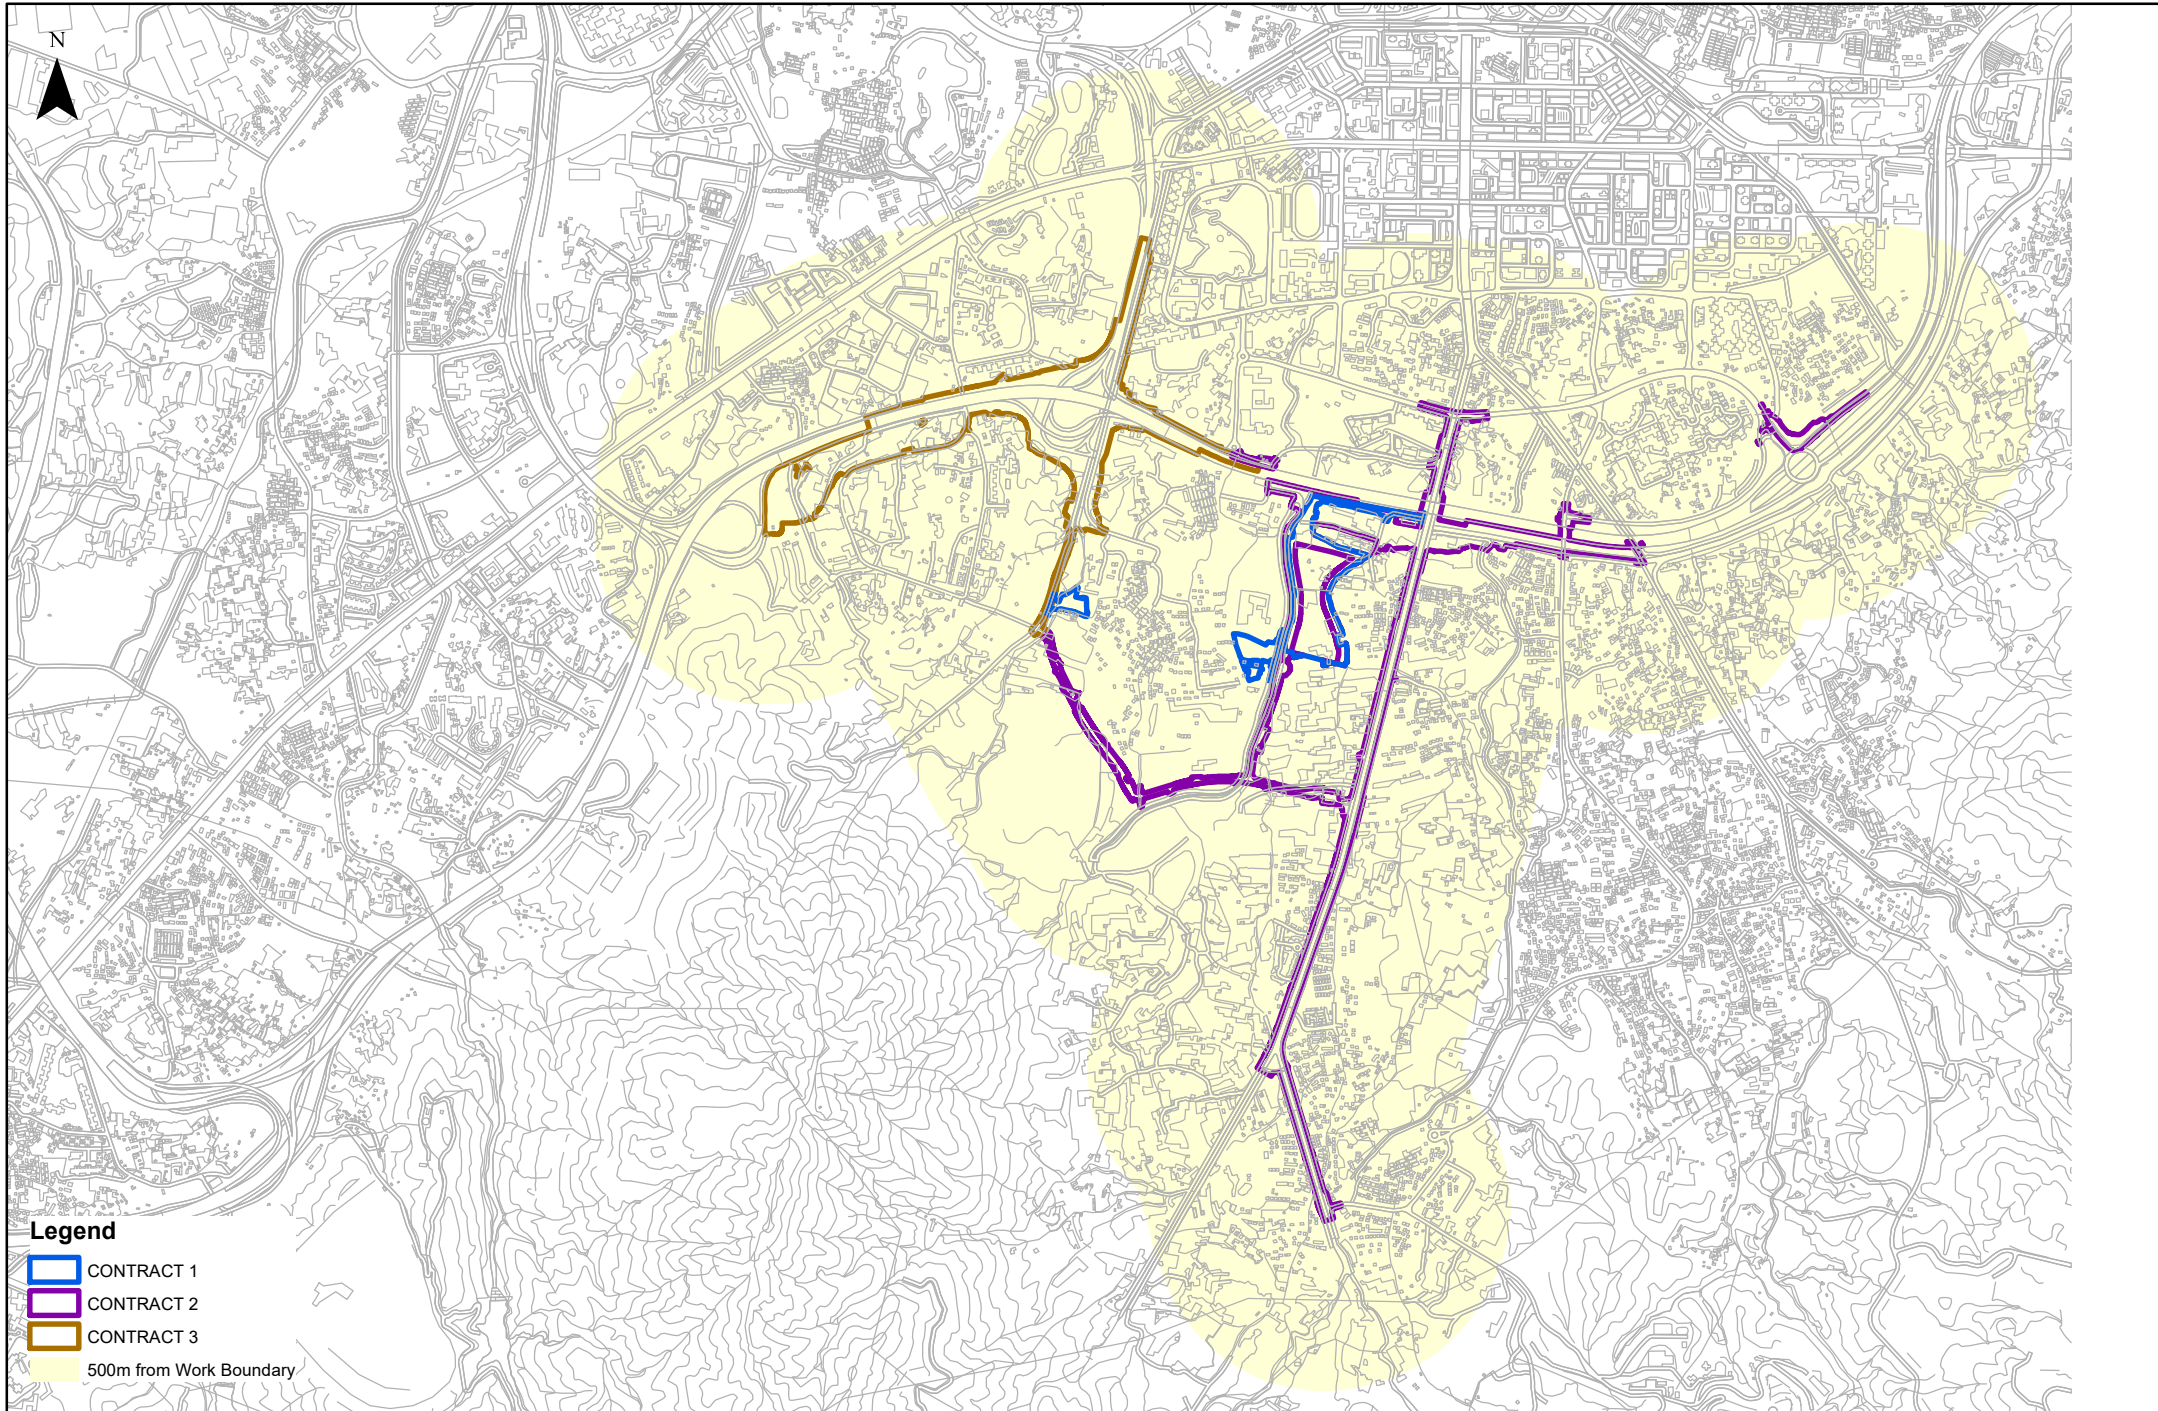 N
Legend
CONTRACT 1
CONTRACT 2
CONTRACT 3
500m from Work Boundary